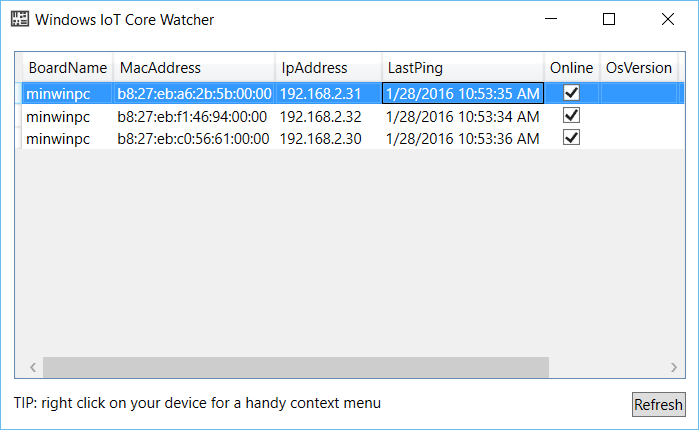 Windows IoT Core Watcher
BoardName MacAddress IpAddress LastPing Online OsVersion
minwinpc b8:27:eb:a6:2b:5b:00:00 192.168.2.31 1/28/2016 10:53:35 AM
minwinpc b8:27:eb:f1:46:94:00:00 192.168.2.32 1/28/2016 10:53:34 AM
minwinpc b8:27:eb:c0:56:61:00:00 192.168.2.30 1/28/2016 10:53:36 AM
TIP: right click on your device for a handy context menu
Refresh